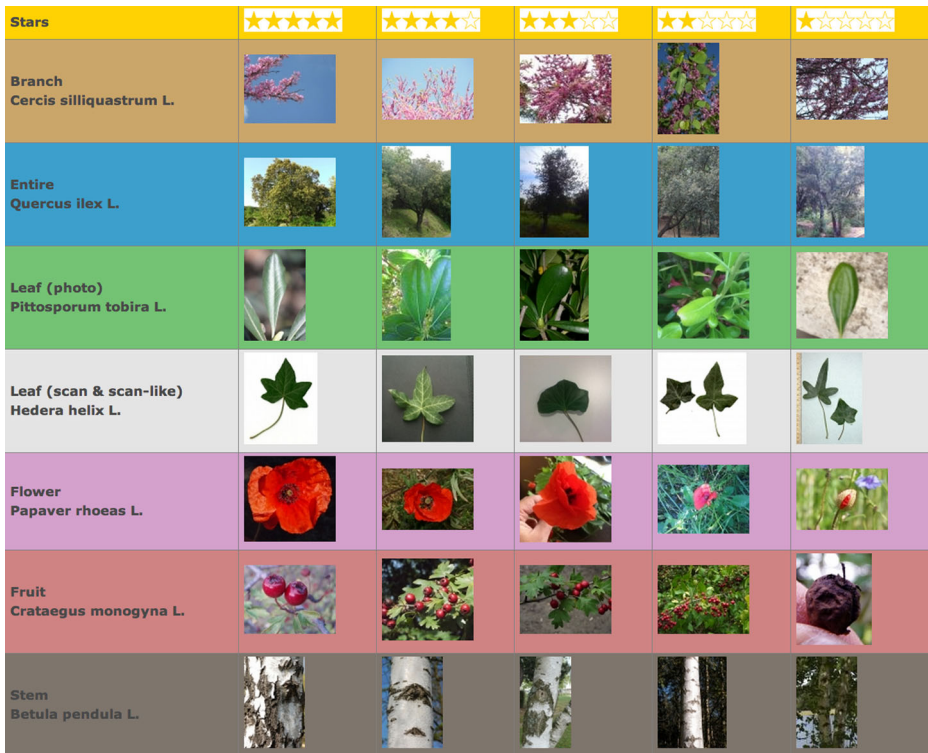 Stars
Branch
Cercis silliquastrum L.
Entire
Quercus ilex L.
Leaf (photo)
Pittosporum tobira L.
Leaf (scan & scan-like)
Hedera helix L.
Flower
Papaver rhoeas L.
Fruit
Crataegus monogyna L.
Stem
Betula pendula L.